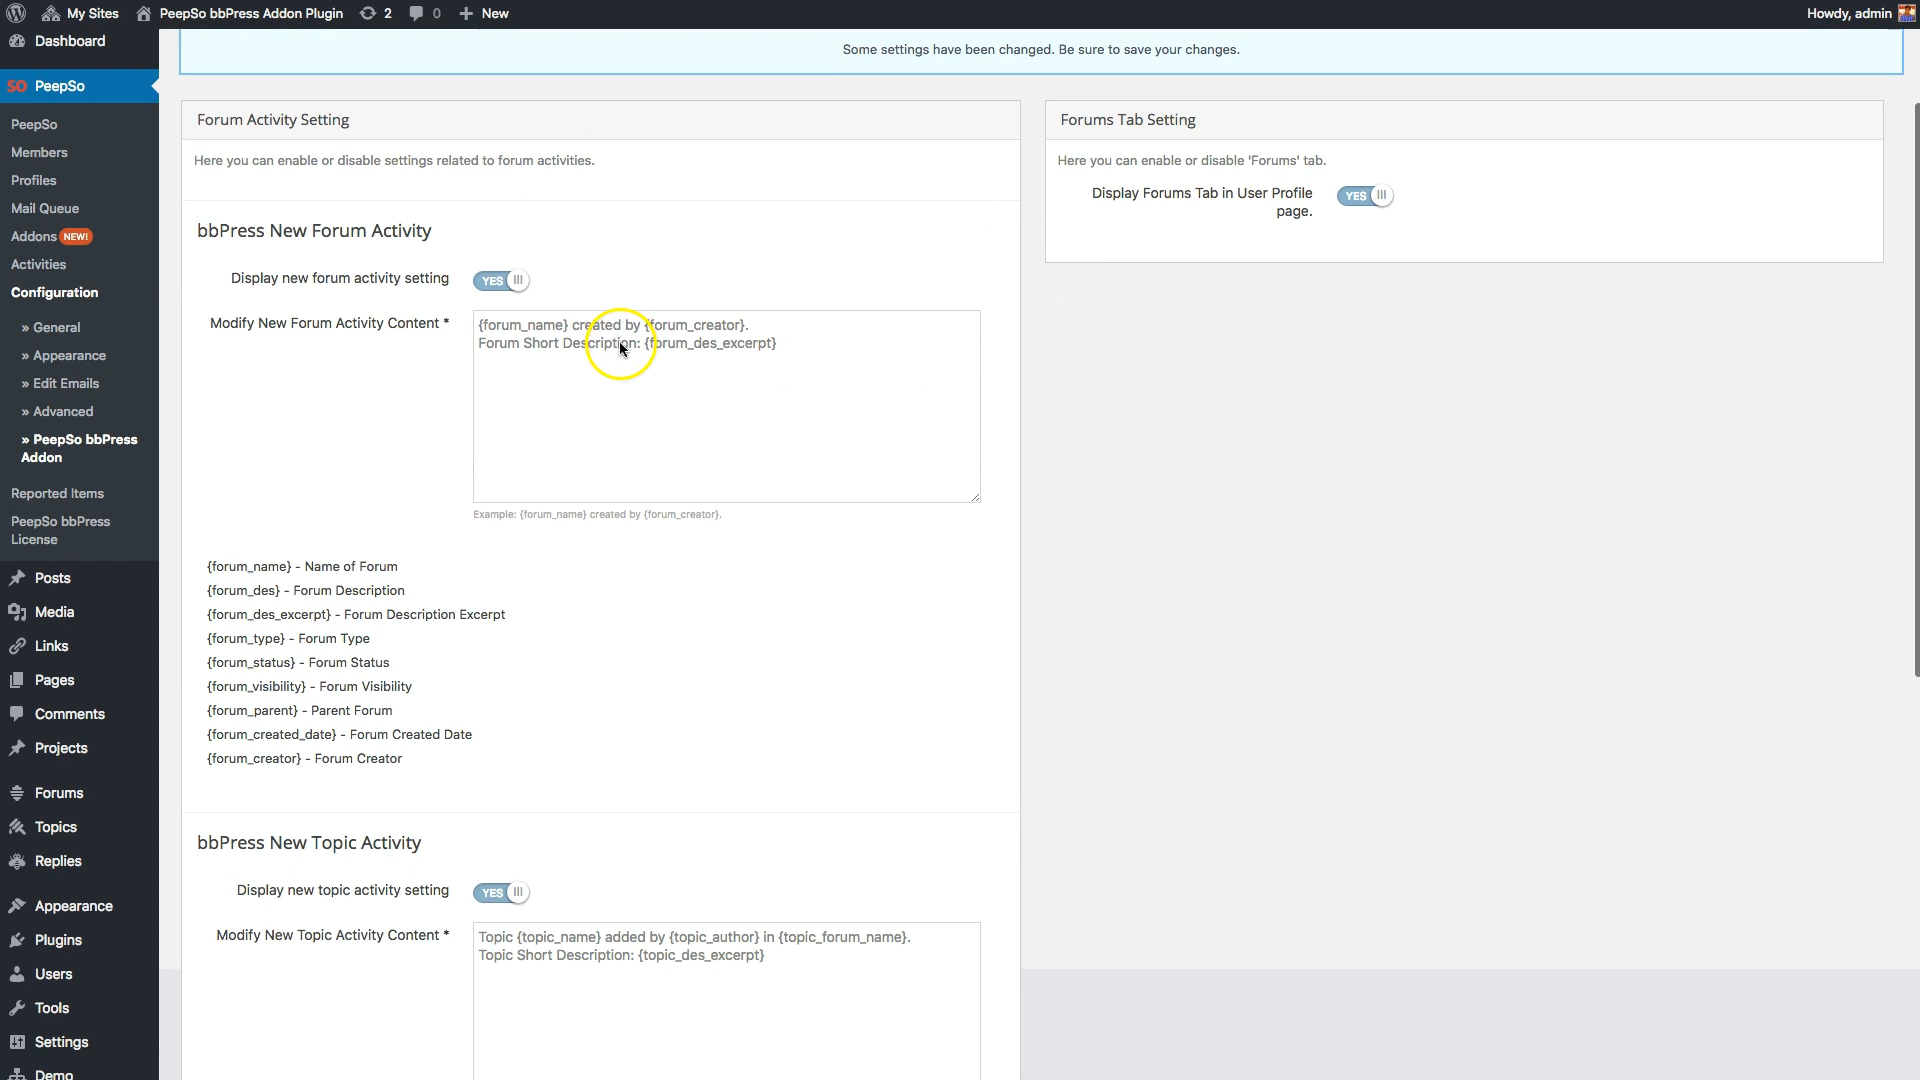 My Sites
PeepSo bbPress Addon Plugin
2
0
New
Howdy, admin
Dashboard
SO PeepSo
PeepSo
Members
Profiles
Mail Queue
Addons NEW!
Activities
Configuration
» General
» Appearance
» Edit Emails
» Advanced
» PeepSo bbPress
Addon
Reported Items
PeepSo bbPress
License
Posts
Media
Links
Pages
Comments
Projects
Forums
Topics
Replies
Appearance
Plugins
Users
Tools
Settings
Demo
Some settings have been changed. Be sure to save your changes.
Forum Activity Setting
Here you can enable or disable settings related to forum activities.
bbPress New Forum Activity
Display new forum activity setting YES
Modify New Forum Activity Content *
{forum_name} created by {forum_creator}.
Forum Short Description: {forum_des_excerpt}
Example: {forum_name} created by {forum_creator}.
{forum_name} - Name of Forum
{forum_des} - Forum Description
{forum_des_excerpt} - Forum Description Excerpt
{forum_type} - Forum Type
{forum_status} - Forum Status
{forum_visibility} - Forum Visibility
{forum_parent} - Parent Forum
{forum_created_date} - Forum Created Date
{forum_creator} - Forum Creator
bbPress New Topic Activity
Display new topic activity setting YES
Modify New Topic Activity Content *
Topic {topic_name} added by {topic_author} in {topic_forum_name}.
Topic Short Description: {topic_des_excerpt}
Forums Tab Setting
Here you can enable or disable 'Forums' tab.
Display Forums Tab in User Profile YES
page.